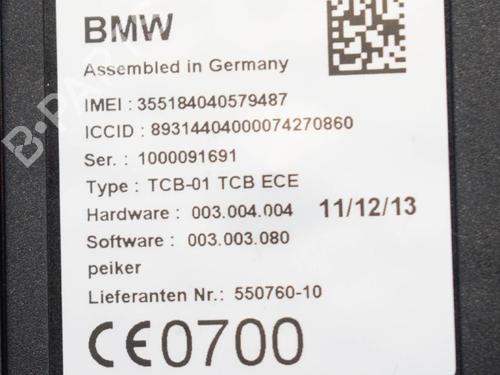 BMW
Assembled in Germany
IMEI : 355184040579487
ICCID : 89314404000074270860
Ser. : 1000091691
Type : TCB-01 TCB ECE
Hardware : 003.004.004 11/12/13
Software : 003.003.080
peiker
Lieferanten Nr.: 550760-10
CE0700
B-PARTS